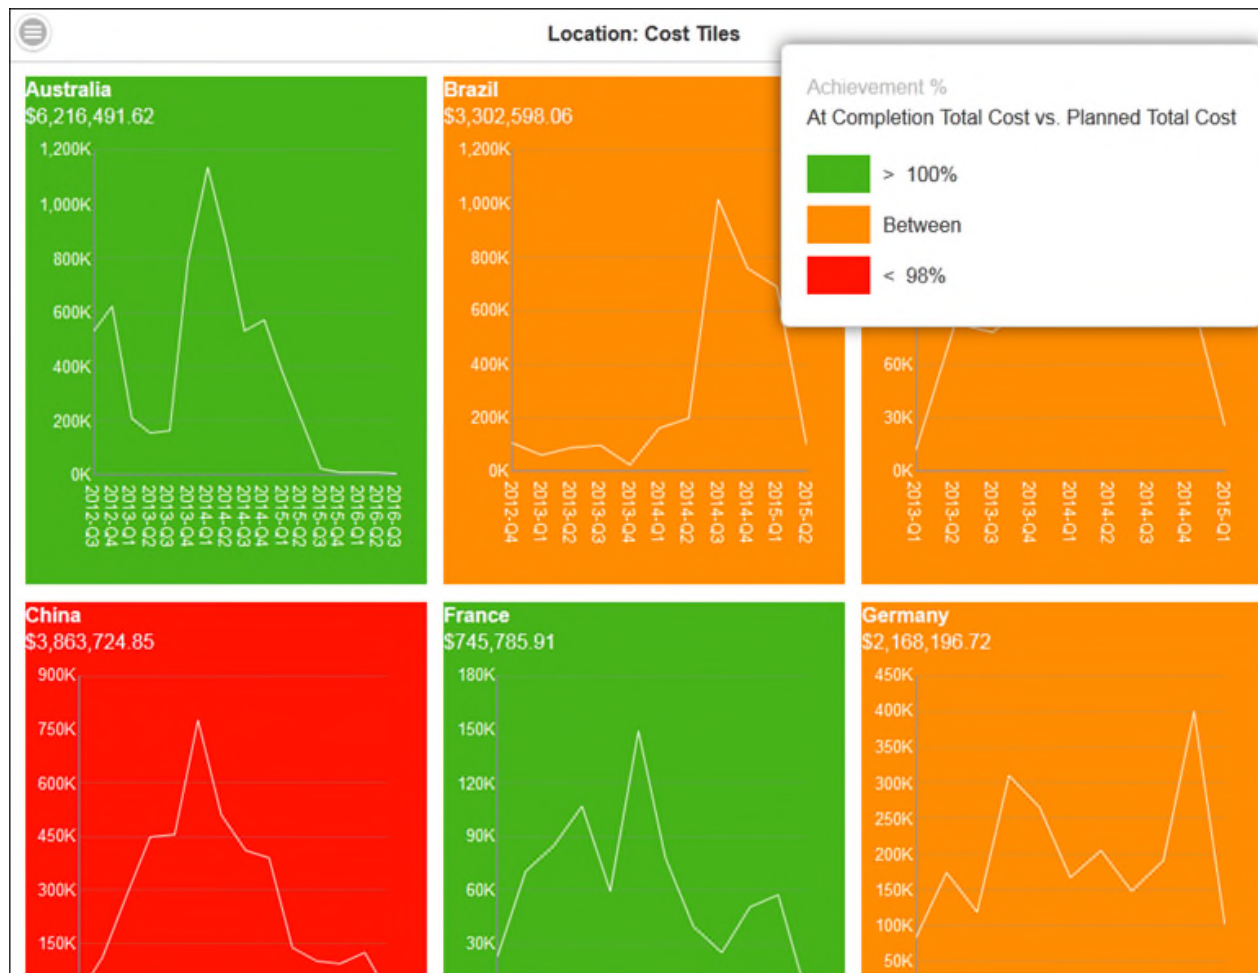 Location: Cost Tiles
Achievement %
At Completion Total Cost vs. Planned Total Cost
> 100%
Between
< 98%
Australia
$6,216,491.62
1,200K
1,000K
800K
600K
400K
200K
0K
2012-Q3
2012-Q4
2013-Q1
2013-Q2
2013-Q3
2013-Q4
2014-Q1
2014-Q2
2014-Q3
2014-Q4
2015-Q1
2015-Q2
2015-Q3
2015-Q4
2016-Q1
2016-Q2
2016-Q3
Brazil
$3,302,598.06
1,200K
1,000K
800K
600K
400K
200K
0K
2012-Q4
2013-Q1
2013-Q2
2013-Q3
2013-Q4
2014-Q1
2014-Q2
2014-Q3
2014-Q4
2015-Q1
2015-Q2
60K
30K
0K
2013-Q1
2013-Q2
2013-Q3
2013-Q4
2014-Q1
2014-Q2
2014-Q3
2014-Q4
2015-Q1
China
$3,863,724.85
900K
750K
600K
450K
300K
150K
France
$745,785.91
180K
150K
120K
90K
60K
30K
Germany
$2,168,196.72
450K
400K
350K
300K
250K
200K
150K
100K
50K